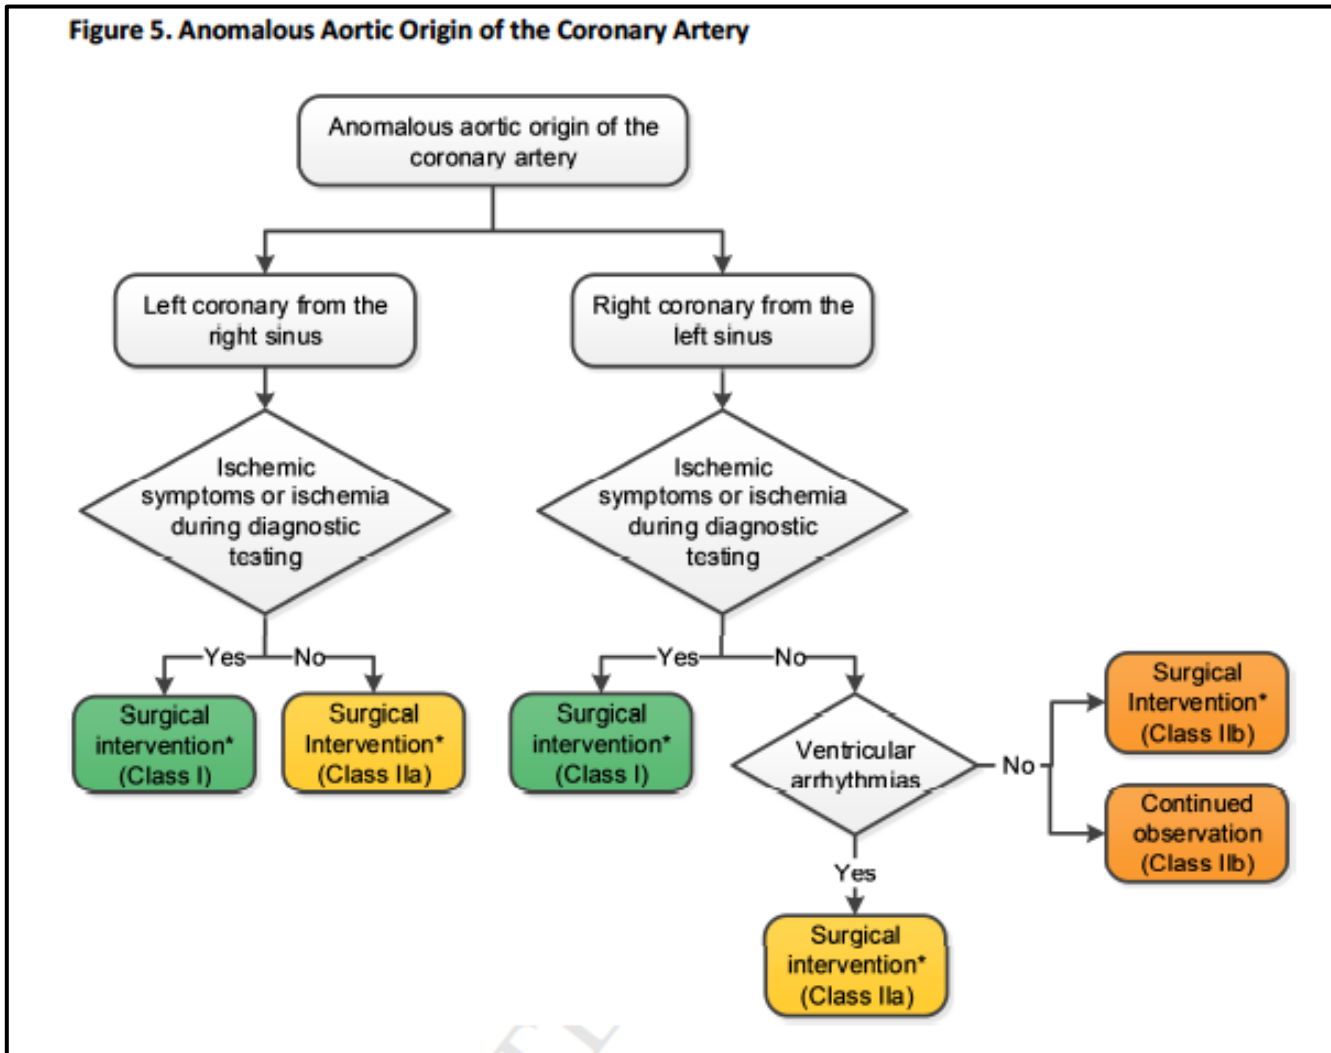 Figure 5. Anomalous Aortic Origin of the Coronary Artery
Anomalous aortic origin of the
coronary artery
Left coronary from the
right sinus
Right coronary from the
left sinus
Ischemic
symptoms or ischemia
during diagnostic
testing
Ischemic
symptoms or ischemia
during diagnostic
testing
Yes
No
Yes
No
Surgical
intervention*
(Class I)
Surgical
Intervention*
(Class IIa)
Surgical
intervention*
(Class I)
Ventricular
arrhythmias
No
Surgical
Intervention*
(Class IIb)
Continued
observation
(Class IIb)
Yes
Surgical
intervention*
(Class IIa)